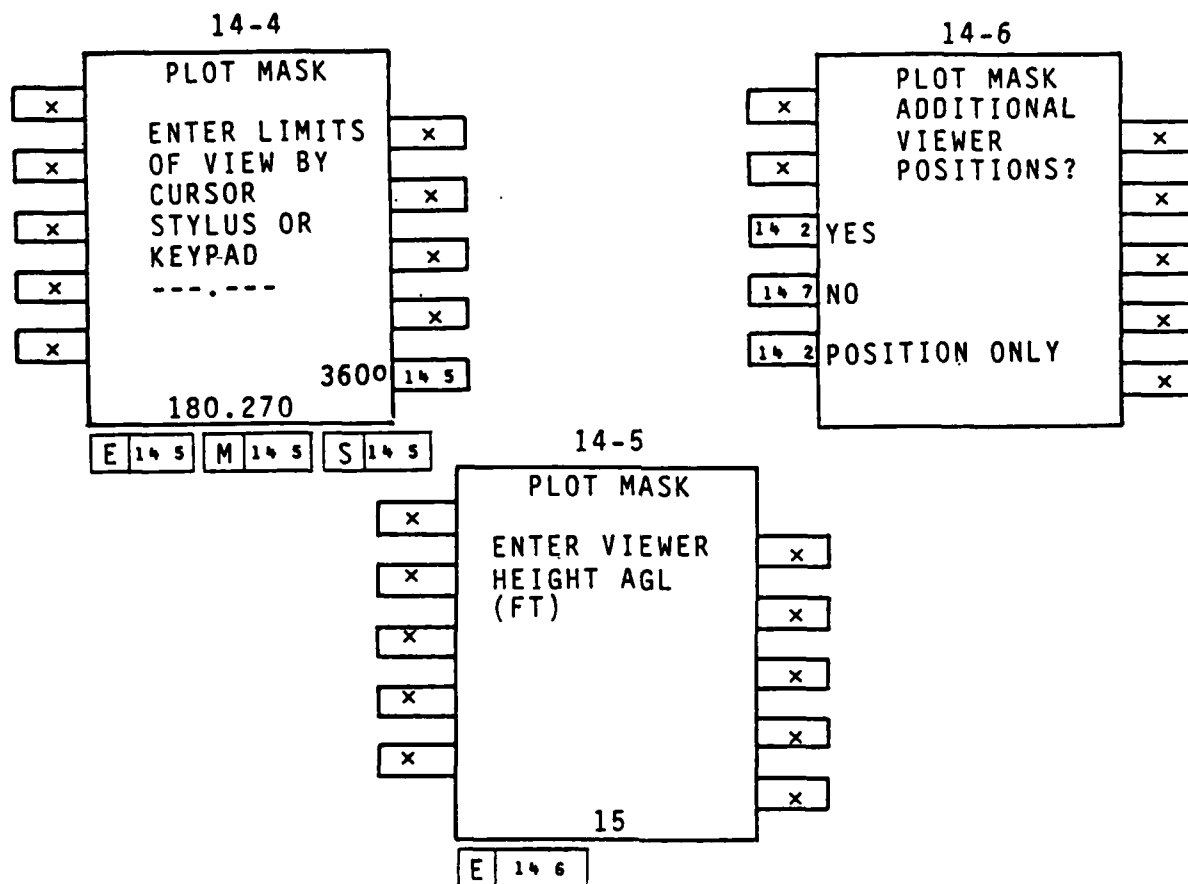 14-4
PLOT MASK
ENTER LIMITS
OF VIEW BY
CURSOR
STYLUS OR
KEYPAD
---.---
360º
180.270
x
x
x
x
x
x
x
x
x
14 5
E 14 5 M 14 5 S 14 5
14-6
PLOT MASK
ADDITIONAL
VIEWER
POSITIONS?
x
x
14 2 YES
14 7 NO
14 2 POSITION ONLY
x
x
x
x
x
14-5
PLOT MASK
ENTER VIEWER
HEIGHT AGL
(FT)
x
x
x
x
x
x
x
x
x
x
15
E 14 6